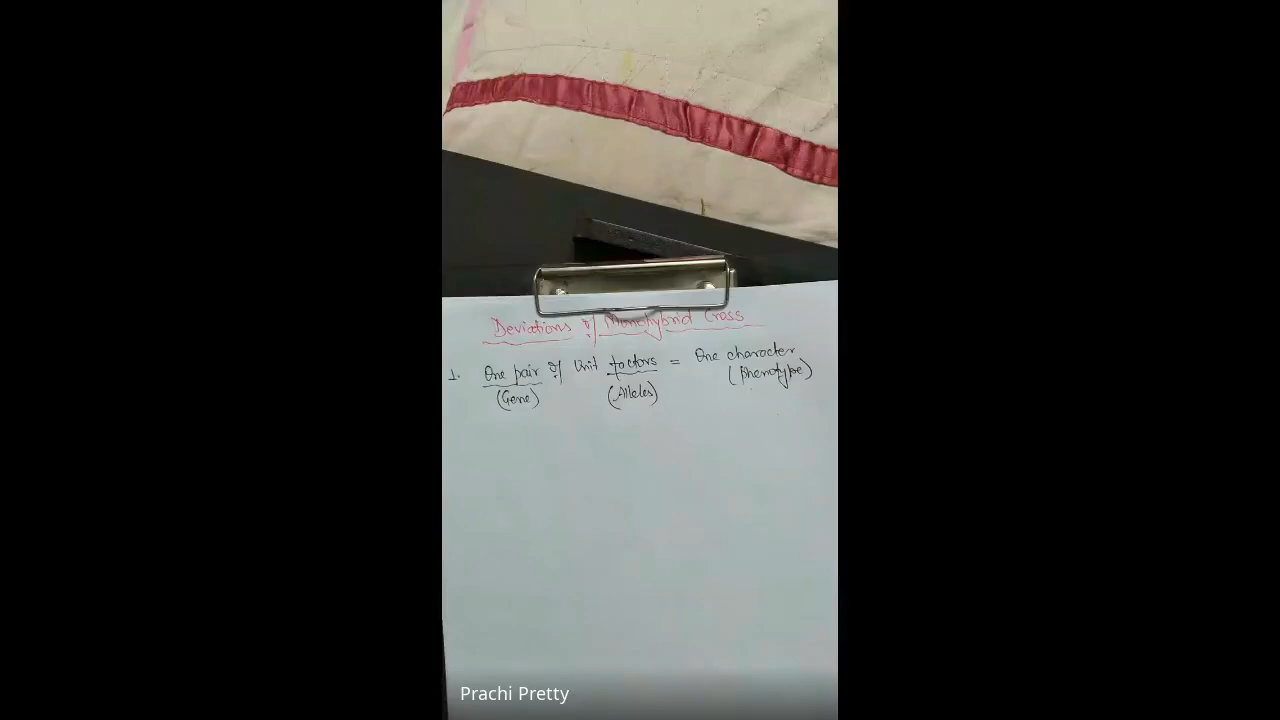 Deviations of Monohybrid Cross
1. One pair of Unit factors = One character
(Gene) (Alleles) (Phenotype)
Prachi Pretty